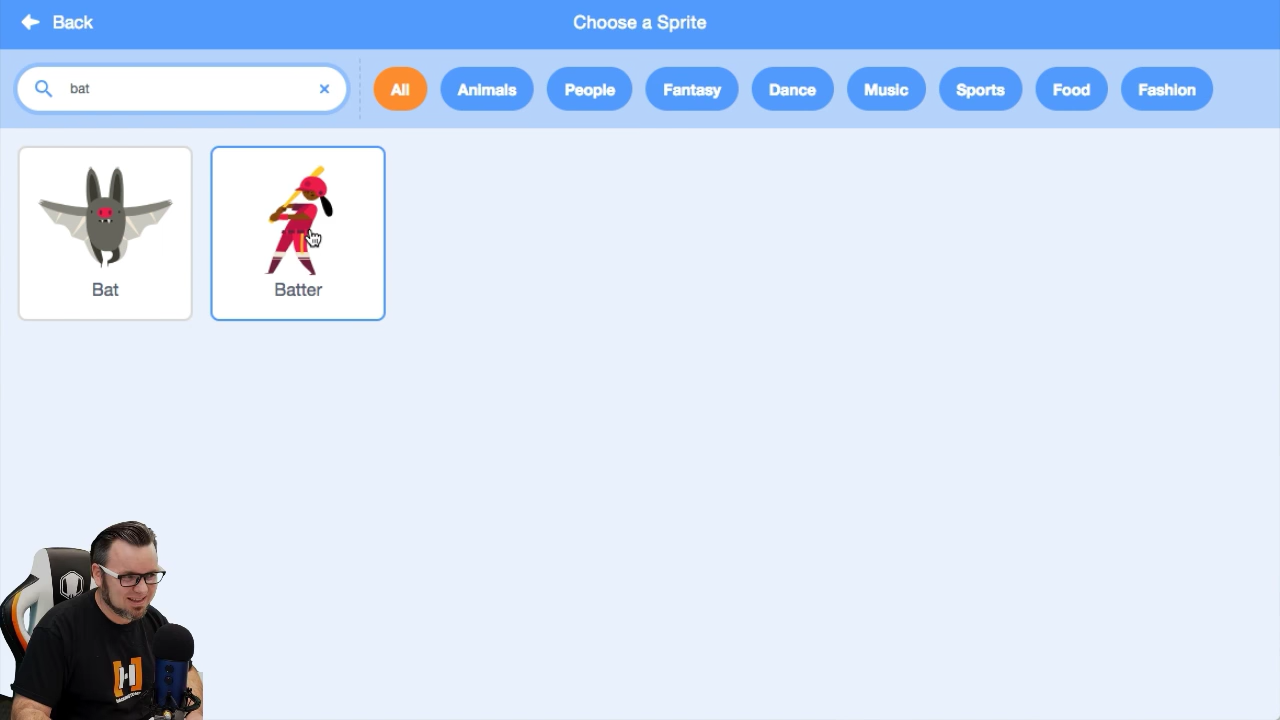 Back
Choose a Sprite
bat
All
Animals
People
Fantasy
Dance
Music
Sports
Food
Fashion
Bat
Batter